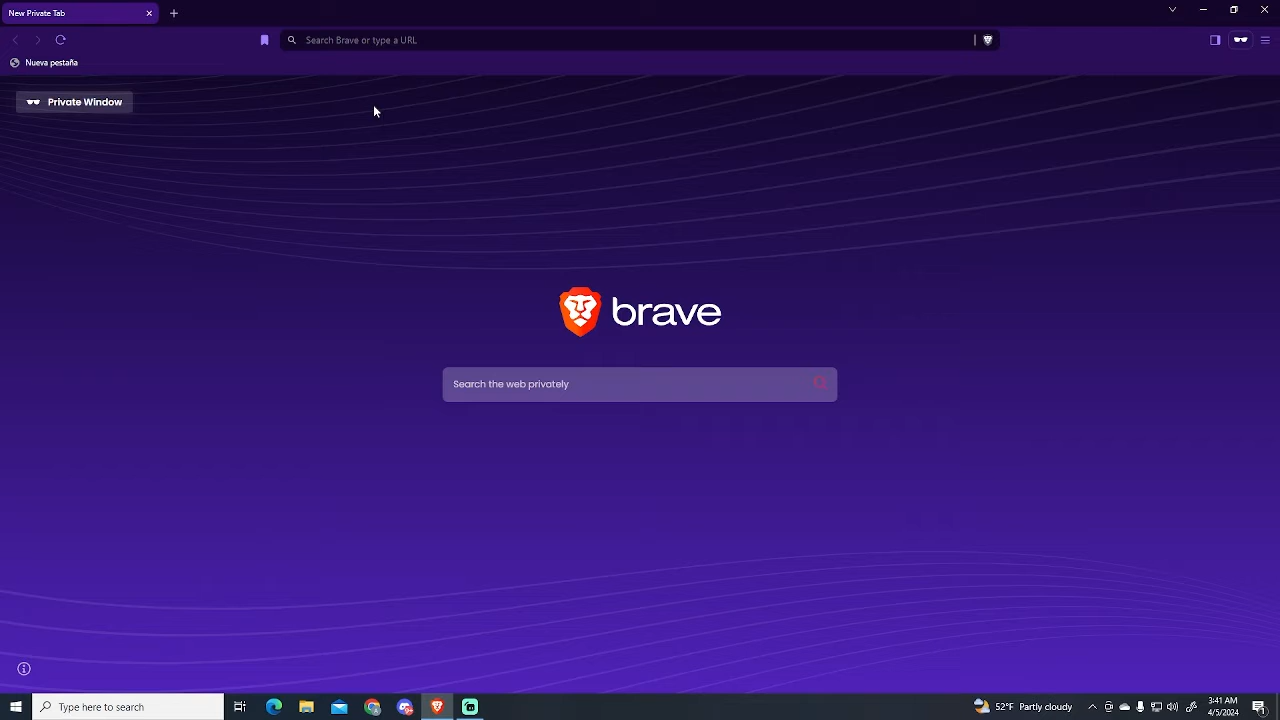 New Private Tab
Search Brave or type a URL
Nueva pestaña
Private Window
brave
Search the web privately
Type here to search
52°F Partly cloudy
3:41 AM
4/5/2024